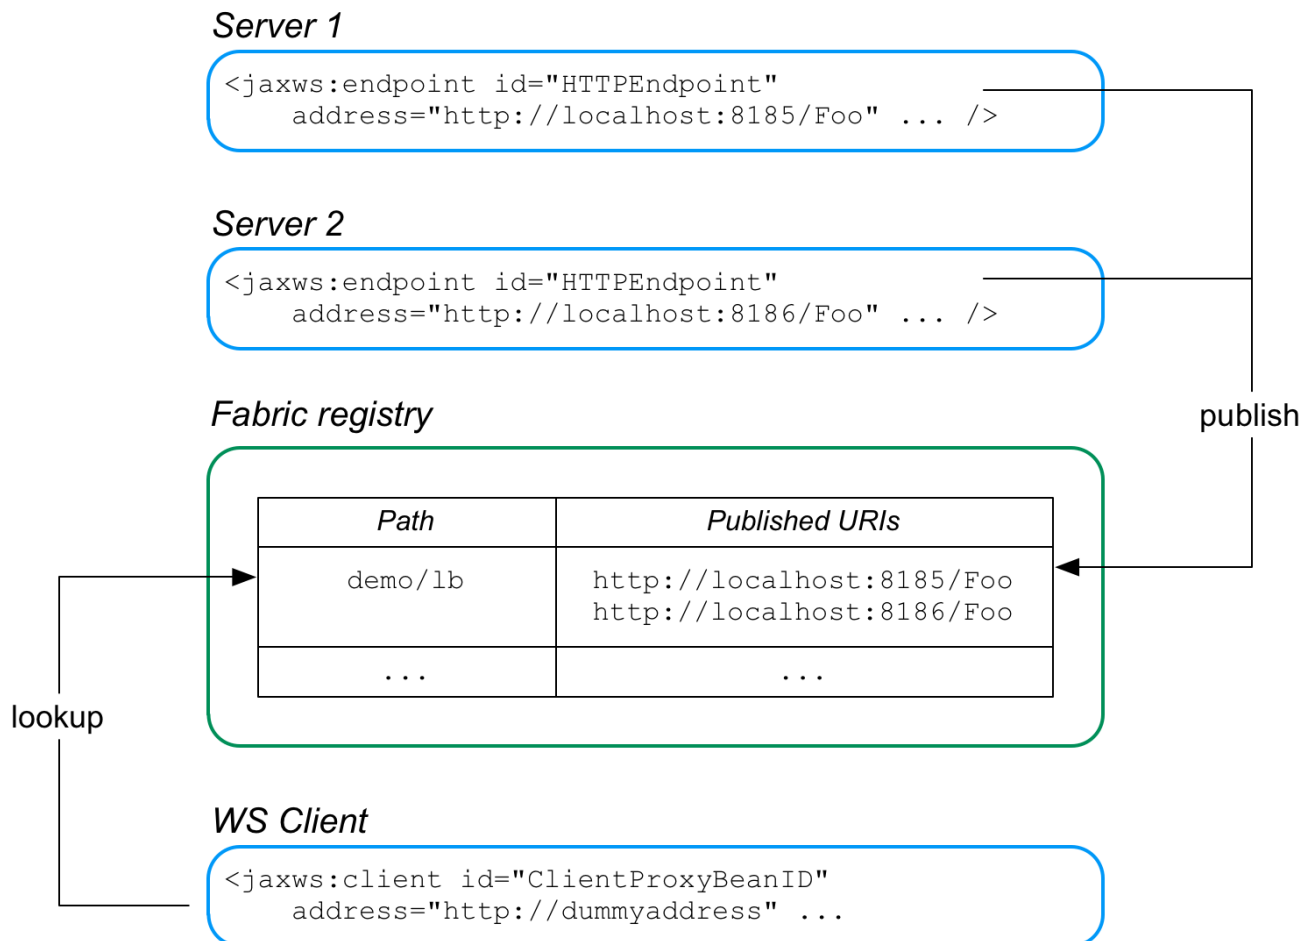 Server 1
<jaxws:endpoint id="HTTPEndpoint"
address="http://localhost:8185/Foo" ... />
Server 2
<jaxws:endpoint id="HTTPEndpoint"
address="http://localhost:8186/Foo" ... />
Fabric registry
publish
Path Published URIs
demo/lb http://localhost:8185/Foo
http://localhost:8186/Foo
... ...
lookup
WS Client
<jaxws:client id="ClientProxyBeanID"
address="http://dummyaddress" ...